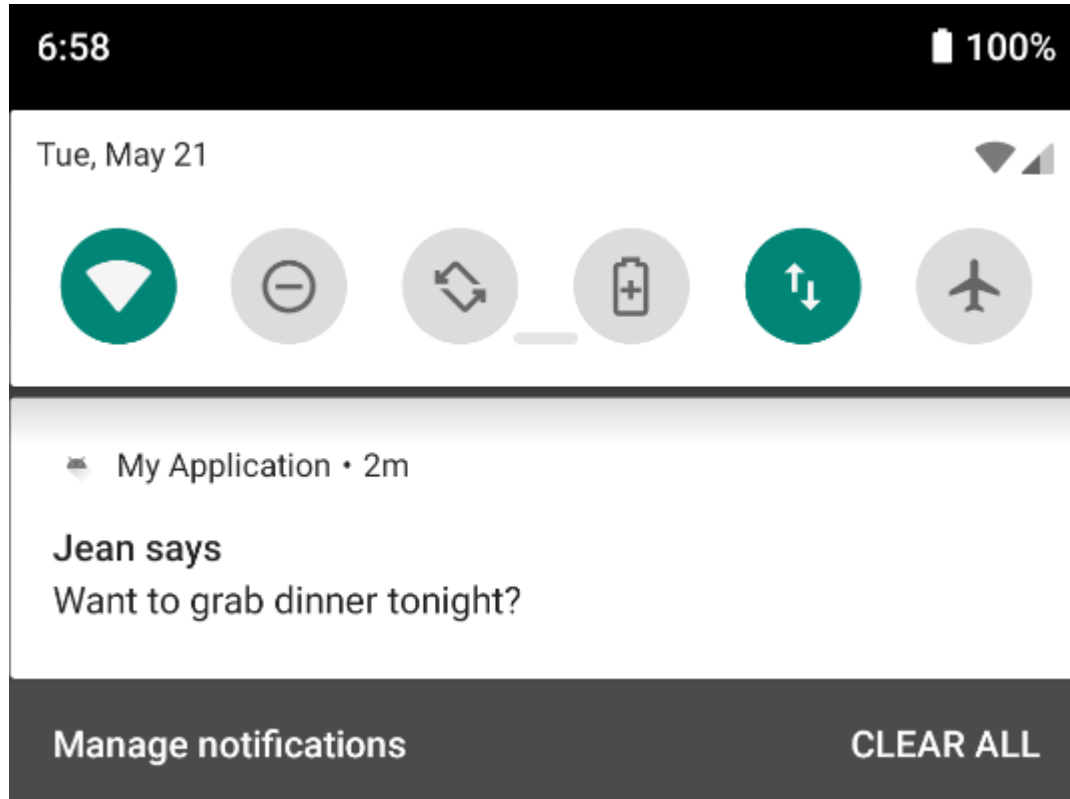 6:58 100%
Tue, May 21
My Application • 2m
Jean says
Want to grab dinner tonight?
Manage notifications CLEAR ALL